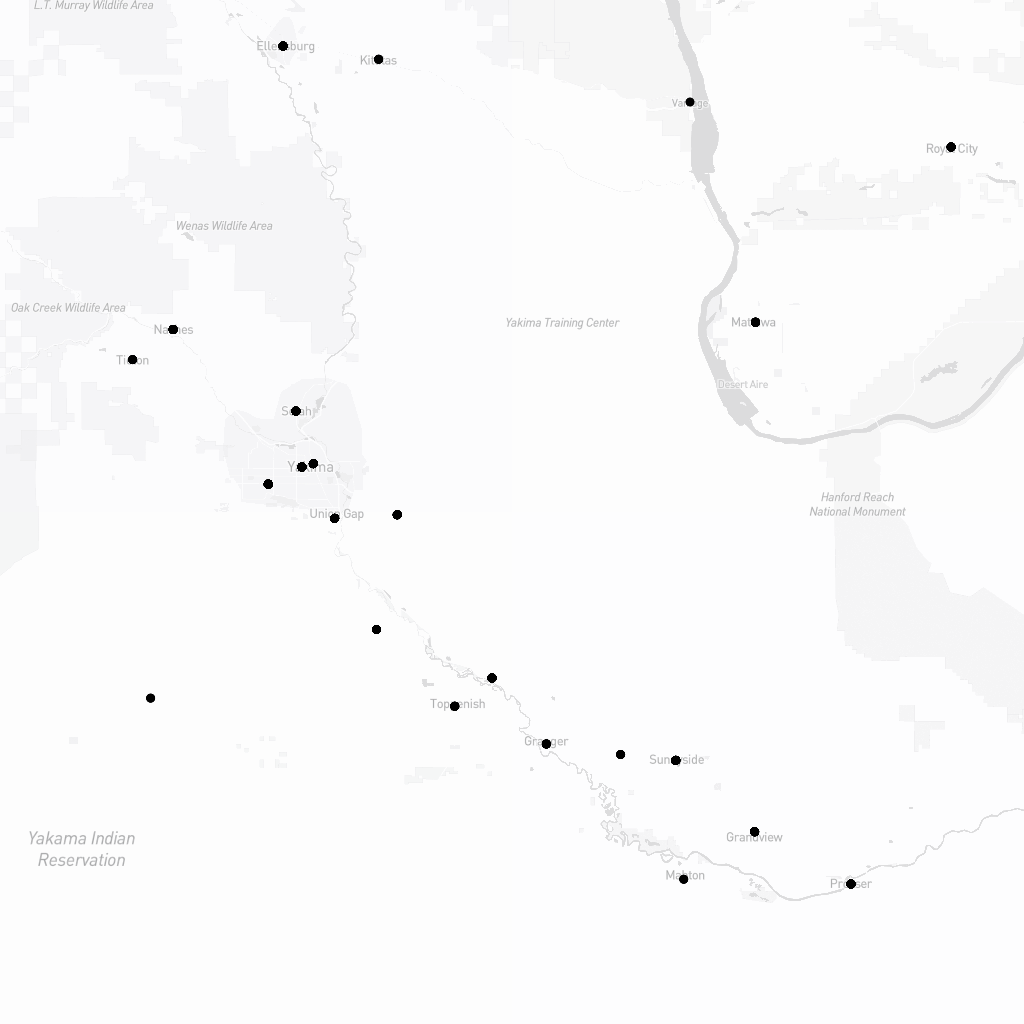 L.T. Murray Wildlife Area
Ellensburg
Kittitas
Vantage
Royal City
Wenas Wildlife Area
Oak Creek Wildlife Area
Naches
Yakima Training Center
Mattawa
Tieton
Desert Aire
Selah
Yakima
Hanford Reach
National Monument
Union Gap
Toppenish
Granger
Sunnyside
Yakama Indian
Reservation
Grandview
Mabton
Prosser